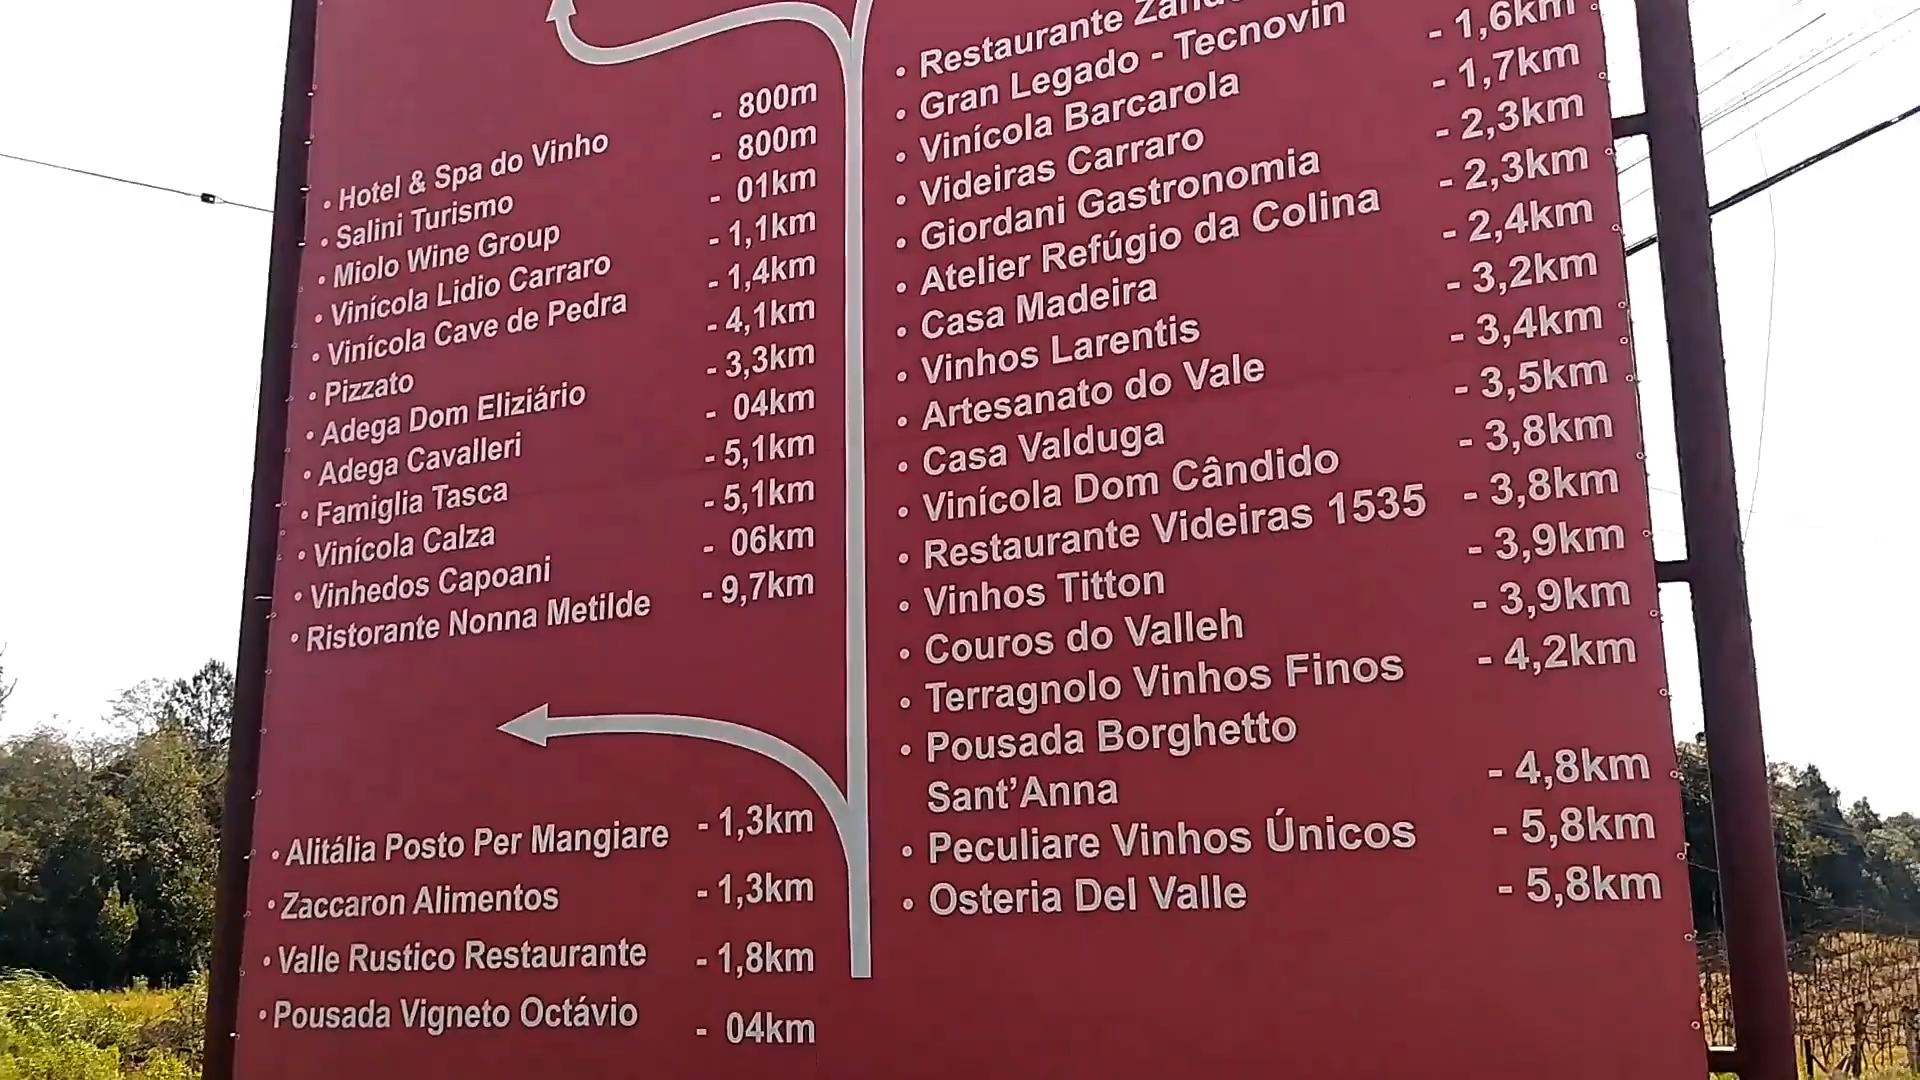 • Hotel & Spa do Vinho - 800m
• Salini Turismo - 800m
• Miolo Wine Group - 01km
• Vinícola Lidio Carraro - 1,1km
• Vinícola Cave de Pedra - 1,4km
• Pizzato - 4,1km
• Adega Dom Eliziário - 3,3km
• Adega Cavalleri - 04km
• Famiglia Tasca - 5,1km
• Vinícola Calza - 5,1km
• Vinhedos Capoani - 06km
• Ristorante Nonna Metilde - 9,7km
• Alitália Posto Per Mangiare - 1,3km
• Zaccaron Alimentos - 1,3km
• Valle Rustico Restaurante - 1,8km
• Pousada Vigneto Octávio - 04km
• Restaurante
• Gran Legado - Tecnovin
• Vinícola Barcarola - 1,6km
• Videiras Carraro - 1,7km
• Giordani Gastronomia - 2,3km
• Atelier Refúgio da Colina - 2,3km
• Casa Madeira - 2,4km
• Vinhos Larentis - 3,2km
• Artesanato do Vale - 3,4km
• Casa Valduga - 3,5km
• Vinícola Dom Cândido - 3,8km
• Restaurante Videiras 1535 - 3,8km
• Vinhos Titton - 3,9km
• Couros do Valleh - 3,9km
• Terragnolo Vinhos Finos - 4,2km
• Pousada Borghetto
Sant'Anna - 4,8km
• Peculiare Vinhos Únicos - 5,8km
• Osteria Del Valle - 5,8km